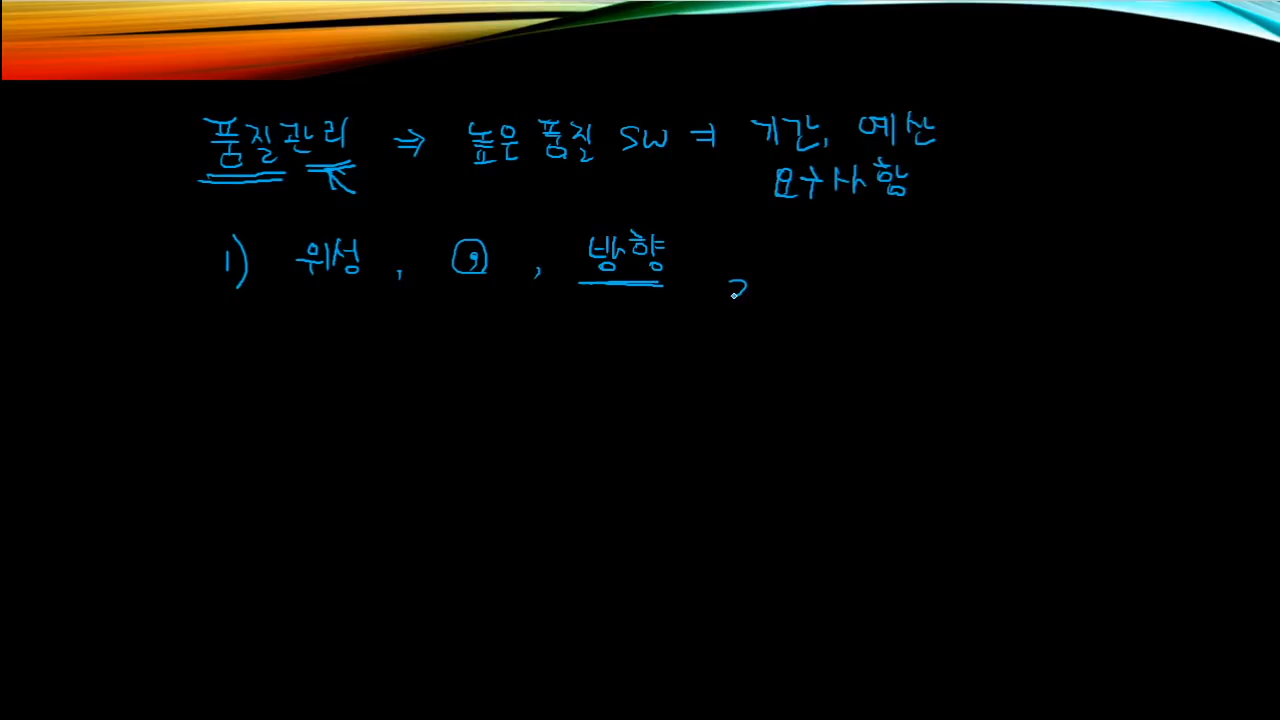 품질관리 ⇒ 높은 품질 SW ⇒ 기간, 예산
요구사항
1) 위성, , 방향